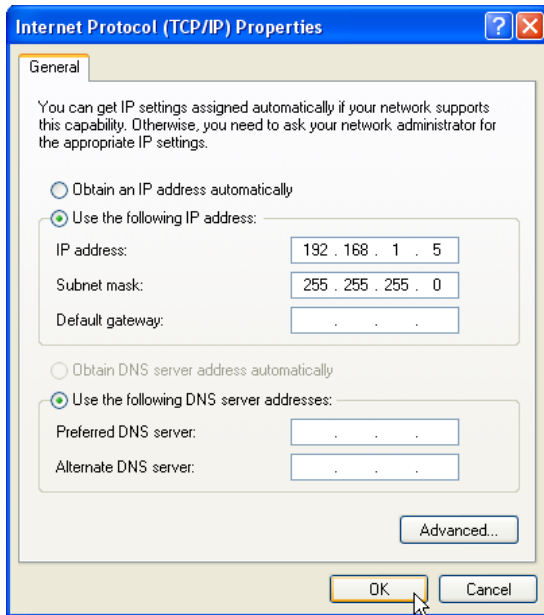 Internet Protocol (TCP/IP) Properties
General
You can get IP settings assigned automatically if your network supports
this capability. Otherwise, you need to ask your network administrator for
the appropriate IP settings.
Obtain an IP address automatically
Use the following IP address:
IP address: 192 . 168 . 1 . 5
Subnet mask: 255 . 255 . 255 . 0
Default gateway: . . .
Obtain DNS server address automatically
Use the following DNS server addresses:
Preferred DNS server: . . .
Alternate DNS server: . . .
Advanced...
OK Cancel